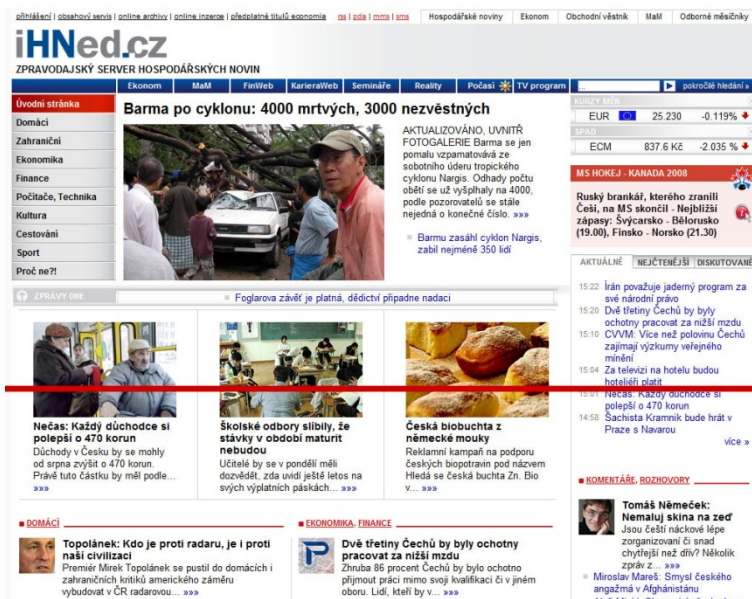 přihlášení | obsahový servis | online archivy | online inzerce | předplatné titulů economia ns | pda | mms | sms Hospodářské noviny Ekonom Obchodní věstník MaM Odborné měsíčníky
iHNed.cz
ZPRAVODAJSKÝ SERVER HOSPODÁŘSKÝCH NOVIN
Ekonom MaM FinWeb KarieraWeb Semináře Reality Počasí TV program ... pokročilé hledání »
Úvodní stránka
Domácí
Zahraniční
Ekonomika
Finance
Počítače, Technika
Kultura
Cestování
Sport
Proč ne?!
Barma po cyklonu: 4000 mrtvých, 3000 nezvěstných
AKTUALIZOVÁNO, UVNITŘ
FOTOGALERIE Barma se jen
pomalu vzpamatovává ze
sobotního úderu tropického
cyklonu Nargis. Odhady počtu
obětí se už vyšplhaly na 4000,
podle pozorovatelů se stále
nejedná o konečné číslo. »»»
Barmu zasáhl cyklon Nargis,
zabil nejméně 350 lidí
KURZY MĚN
EUR 25.230 -0.119%
SPAD
ECM 837.6 Kč -2.035 %
MS HOKEJ - KANADA 2008
Ruský brankář, kterého zranili
Češi, na MS skončil - Nejbližší
zápasy: Švýcarsko - Bělorusko
(19.00), Finsko - Norsko (21.30)
ZPRÁVY DNE
Foglarova závěť je platná, dědictví připadne nadaci
AKTUÁLNĚ NEJČTENĚJŠÍ DISKUTOVANÉ
15:22 Írán považuje jaderný program za
své národní právo
15:20 Dvě třetiny Čechů by byly
ochotny pracovat za nižší mzdu
15:10 CVVM: Více než polovinu Čechů
zajímají výzkumy veřejného
mínění
15:04 Za televizi na hotelu budou
hoteliéři platit
15:01 Nečas: Každý důchodce si
polepší o 470 korun
14:58 Šachista Kramnik bude hrát v
Praze s Navarou
více »
Nečas: Každý důchodce si
polepší o 470 korun
Důchody v Česku by se mohly
od srpna zvýšit o 470 korun.
Právě tuto částku by měl podle...
»»»
Školské odbory slíbily, že
stávky v období maturit
nebudou
Učitelé by se v pondělí měli
dozvědět, zda uvidí ještě letos na
svých výplatních páskách... »»»
Česká biobuchta z
německé mouky
Reklamní kampaň na podporu
českých biopotravin pod názvem
Hledá se česká buchta Zn. Bio
v... »»»
KOMENTÁŘE, ROZHOVORY
Tomáš Němeček:
Nemaluj skina na zeď
Jsou čeští náckové lépe
zorganizovaní či snad
chytřejší než dřív? Několik
zpráv z... »»»
Miroslav Mareš: Smysl českého
angažmá v Afghánistánu
DOMÁCÍ
Topolánek: Kdo je proti radaru, je i proti
naší civilizaci
Premiér Mirek Topolánek se pustil do domácích i
zahraničních kritiků amerického záměru
vybudovat v ČR radarovou... »»»
EKONOMIKA, FINANCE
Dvě třetiny Čechů by byly ochotny
pracovat za nižší mzdu
Zhruba 86 procent Čechů by bylo ochotno
přijmout práci mimo svoji kvalifikaci či v jiném
oboru. Lidí, kteří by v... »»»